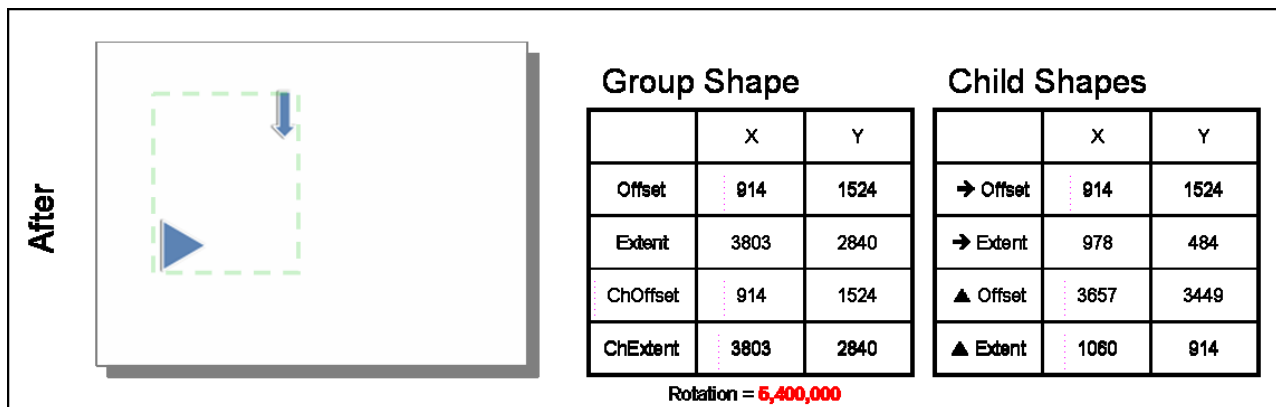 After
Group Shape
X Y
Offset 914 1524
Extent 3803 2840
ChOffset 914 1524
ChExtent 3803 2840
Rotation = 5,400,000
Child Shapes
X Y
➔ Offset 914 1524
➔ Extent 978 484
▲ Offset 3657 3449
▲ Extent 1060 914